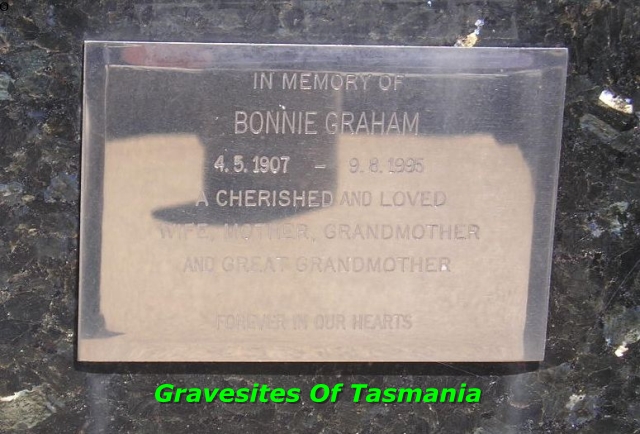 IN MEMORY OF
BONNIE GRAHAM
4.5.1907 – 9.8.1995
A CHERISHED AND LOVED
WIFE, MOTHER, GRANDMOTHER
AND GREAT GRANDMOTHER
FOREVER IN OUR HEARTS
Gravesites Of Tasmania